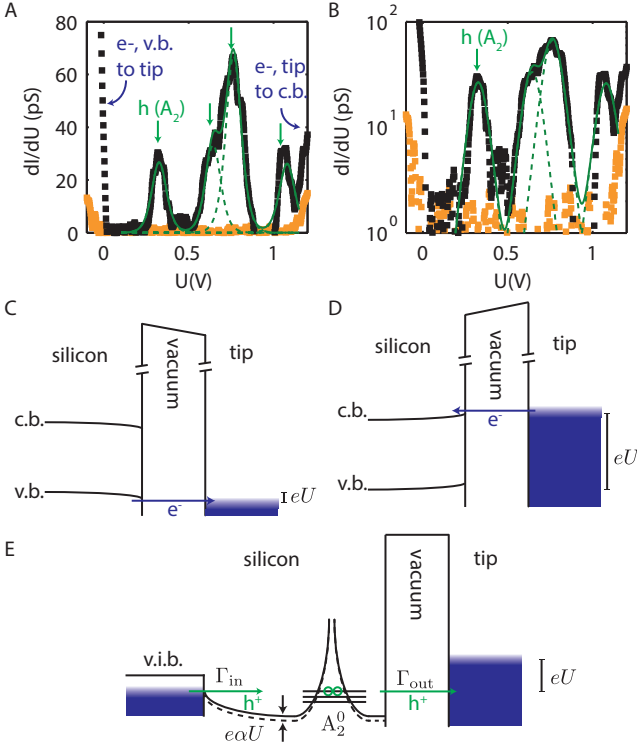 A
80
60
40
20
0
dI/dU (pS)
e-, v.b.
to tip
h (A₂)
e-, tip
to c.b.
0
0.5
1
U(V)
B
10²
10¹
10⁰
dI/dU (pS)
h (A₂)
0
0.5
1
U(V)
C
silicon
vacuum
tip
c.b.
v.b.
e⁻
eU
D
silicon
vacuum
tip
c.b.
v.b.
e⁻
eU
E
silicon
vacuum
tip
v.i.b.
Γin
h⁺
eαU
A₂⁰
Γout
h⁺
eU